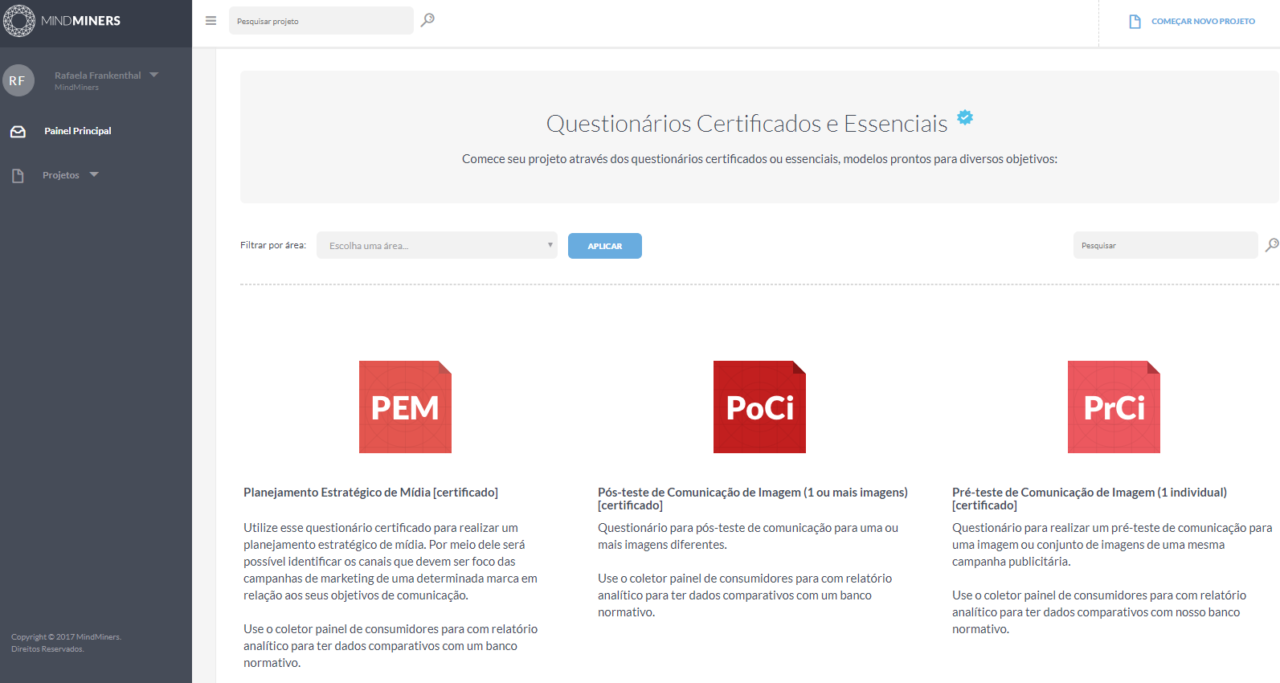 MINDMINERS
Pesquisar projeto
COMEÇAR NOVO PROJETO
RF
Rafaela Frankenthal
MindMiners
Painel Principal
Projetos
Copyright © 2017 MindMiners.
Direitos Reservados.
Questionários Certificados e Essenciais
Comece seu projeto através dos questionários certificados ou essenciais, modelos prontos para diversos objetivos:
Filtrar por área:
Escolha uma área...
APLICAR
Pesquisar
PEM
Planejamento Estratégico de Mídia [certificado]
Utilize esse questionário certificado para realizar um
planejamento estratégico de mídia. Por meio dele será
possível identificar os canais que devem ser foco das
campanhas de marketing de uma determinada marca em
relação aos seus objetivos de comunicação.
Use o coletor painel de consumidores para com relatório
analítico para ter dados comparativos com um banco
normativo.
PoCi
Pós-teste de Comunicação de Imagem (1 ou mais imagens)
[certificado]
Questionário para pós-teste de comunicação para uma ou
mais imagens diferentes.
Use o coletor painel de consumidores para com relatório
analítico para ter dados comparativos com um banco
normativo.
PrCi
Pré-teste de Comunicação de Imagem (1 individual)
[certificado]
Questionário para realizar um pré-teste de comunicação para
uma imagem ou conjunto de imagens de uma mesma
campanha publicitária.
Use o coletor painel de consumidores para com relatório
analítico para ter dados comparativos com nosso banco
normativo.